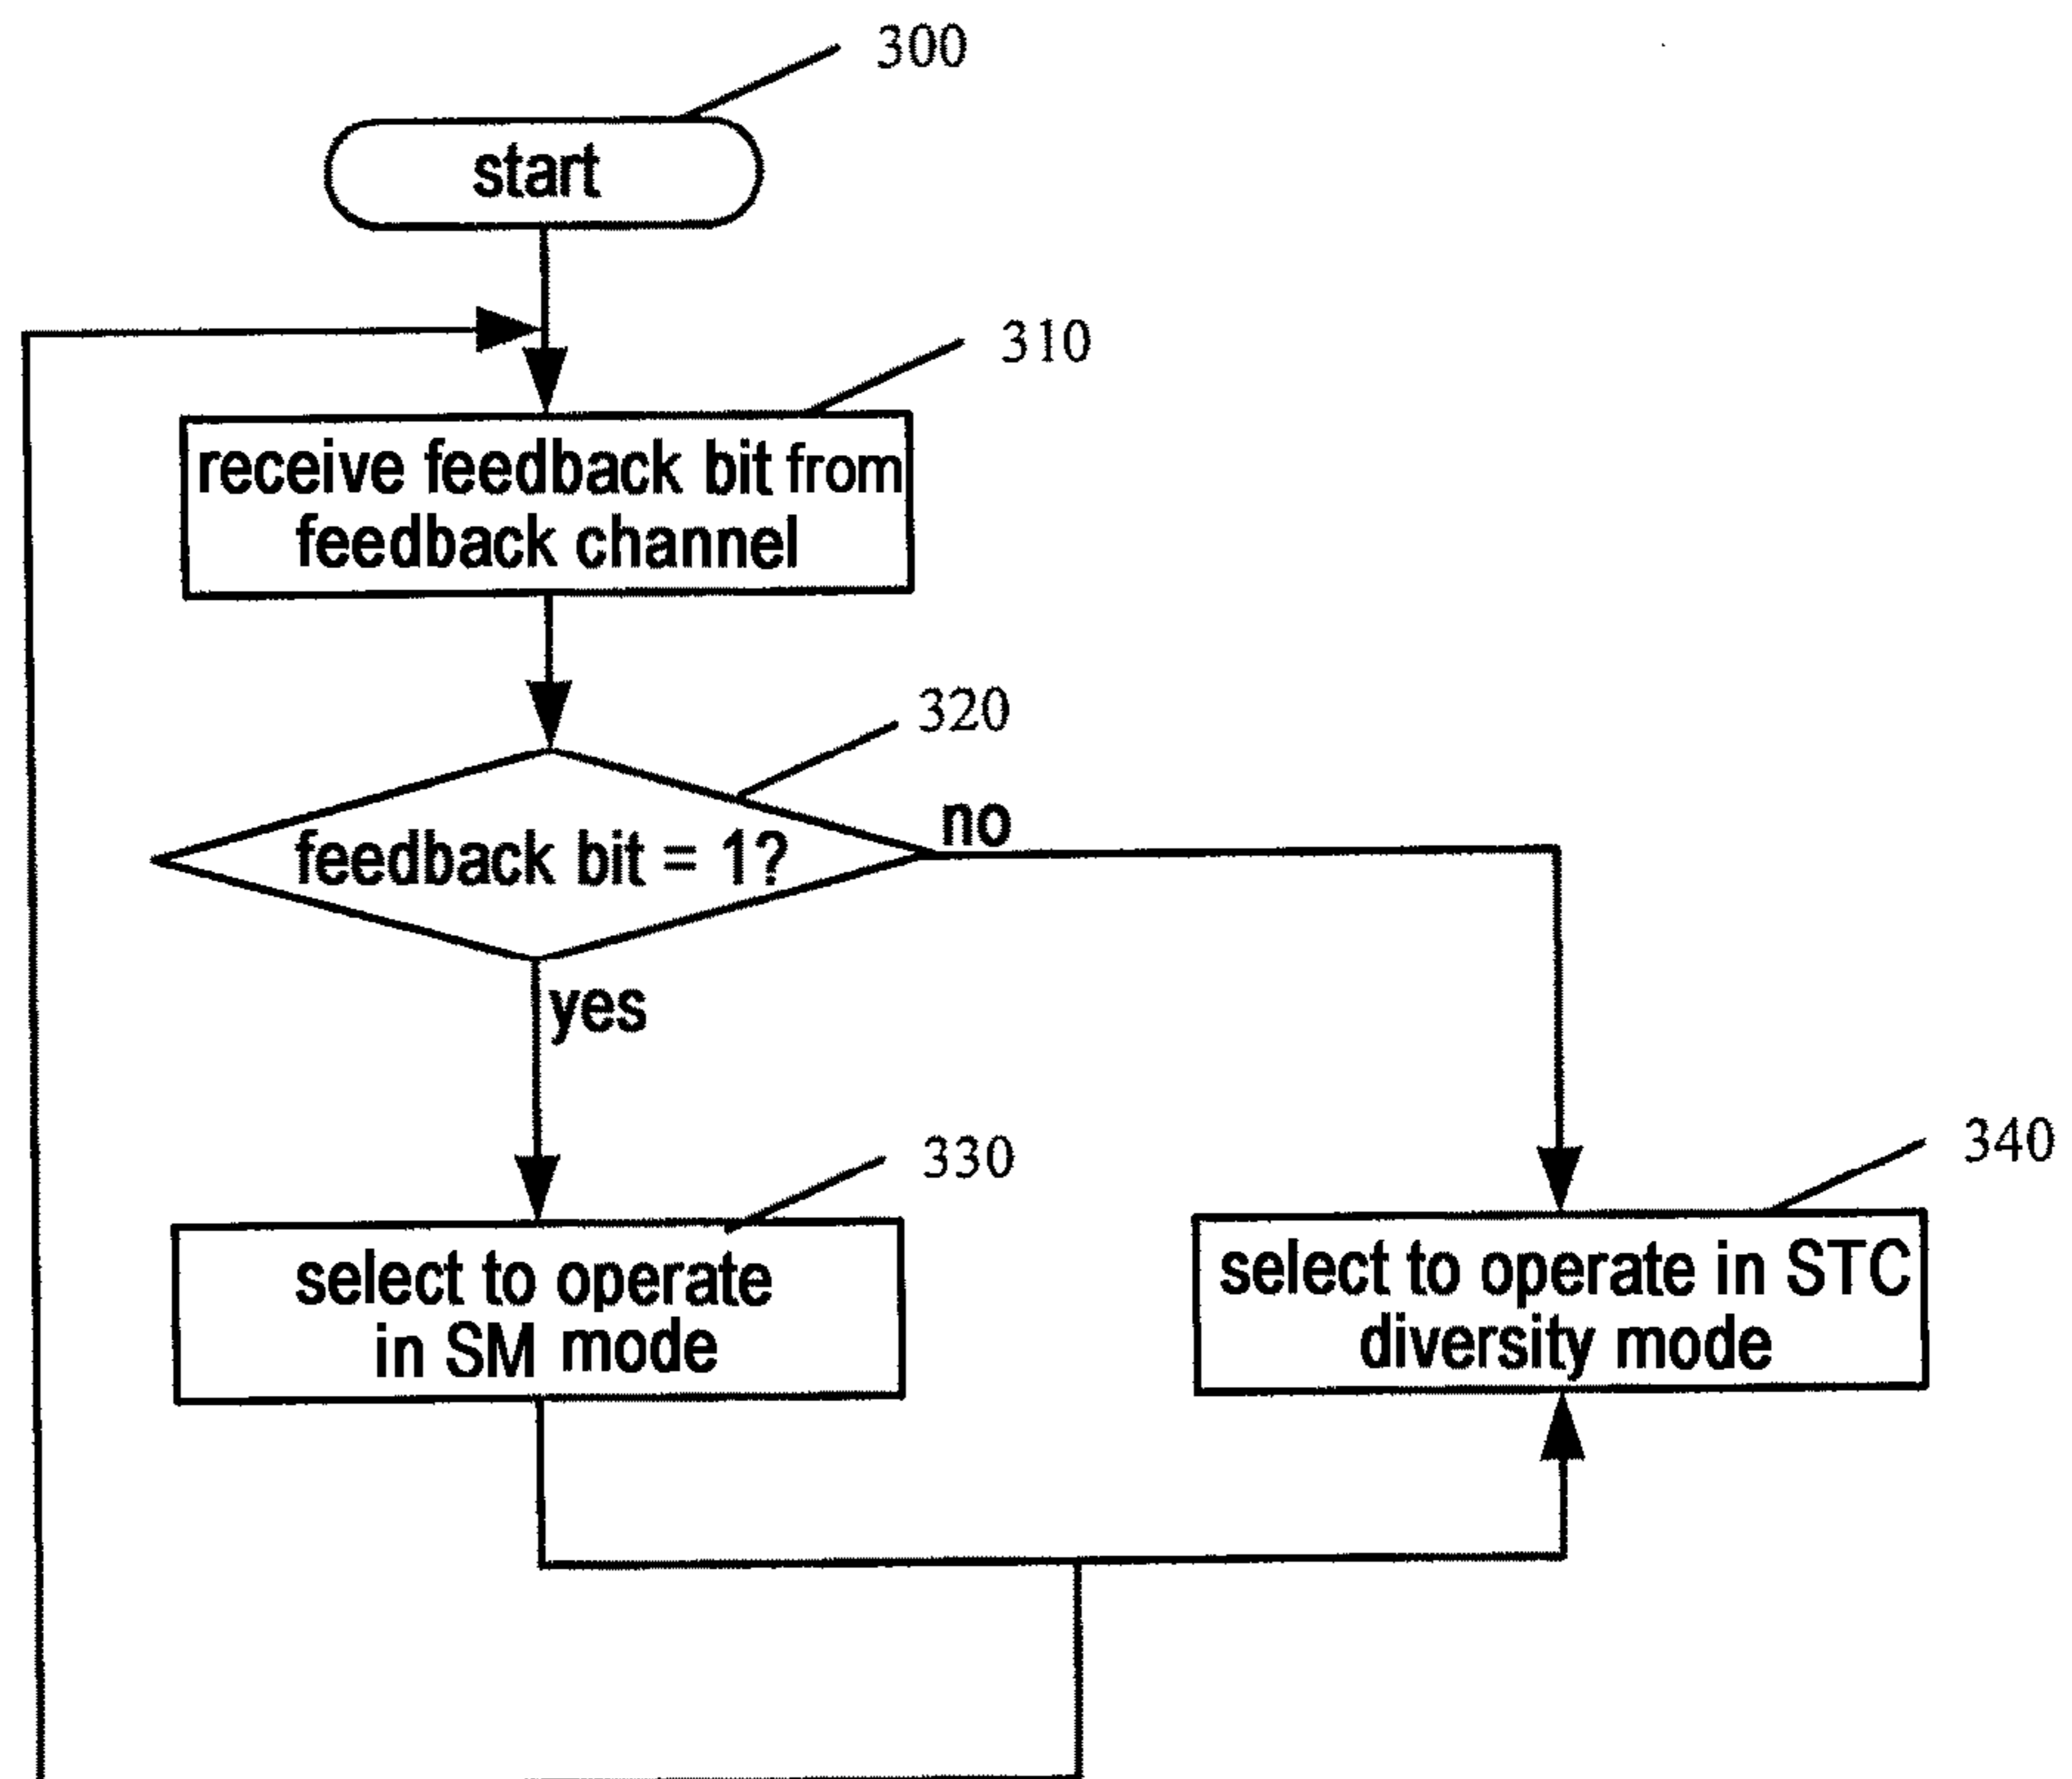 300
start
310
receive feedback bit from
feedback channel
320
feedback bit = 1?
no
yes
330
select to operate
in SM mode
340
select to operate in STC
diversity mode